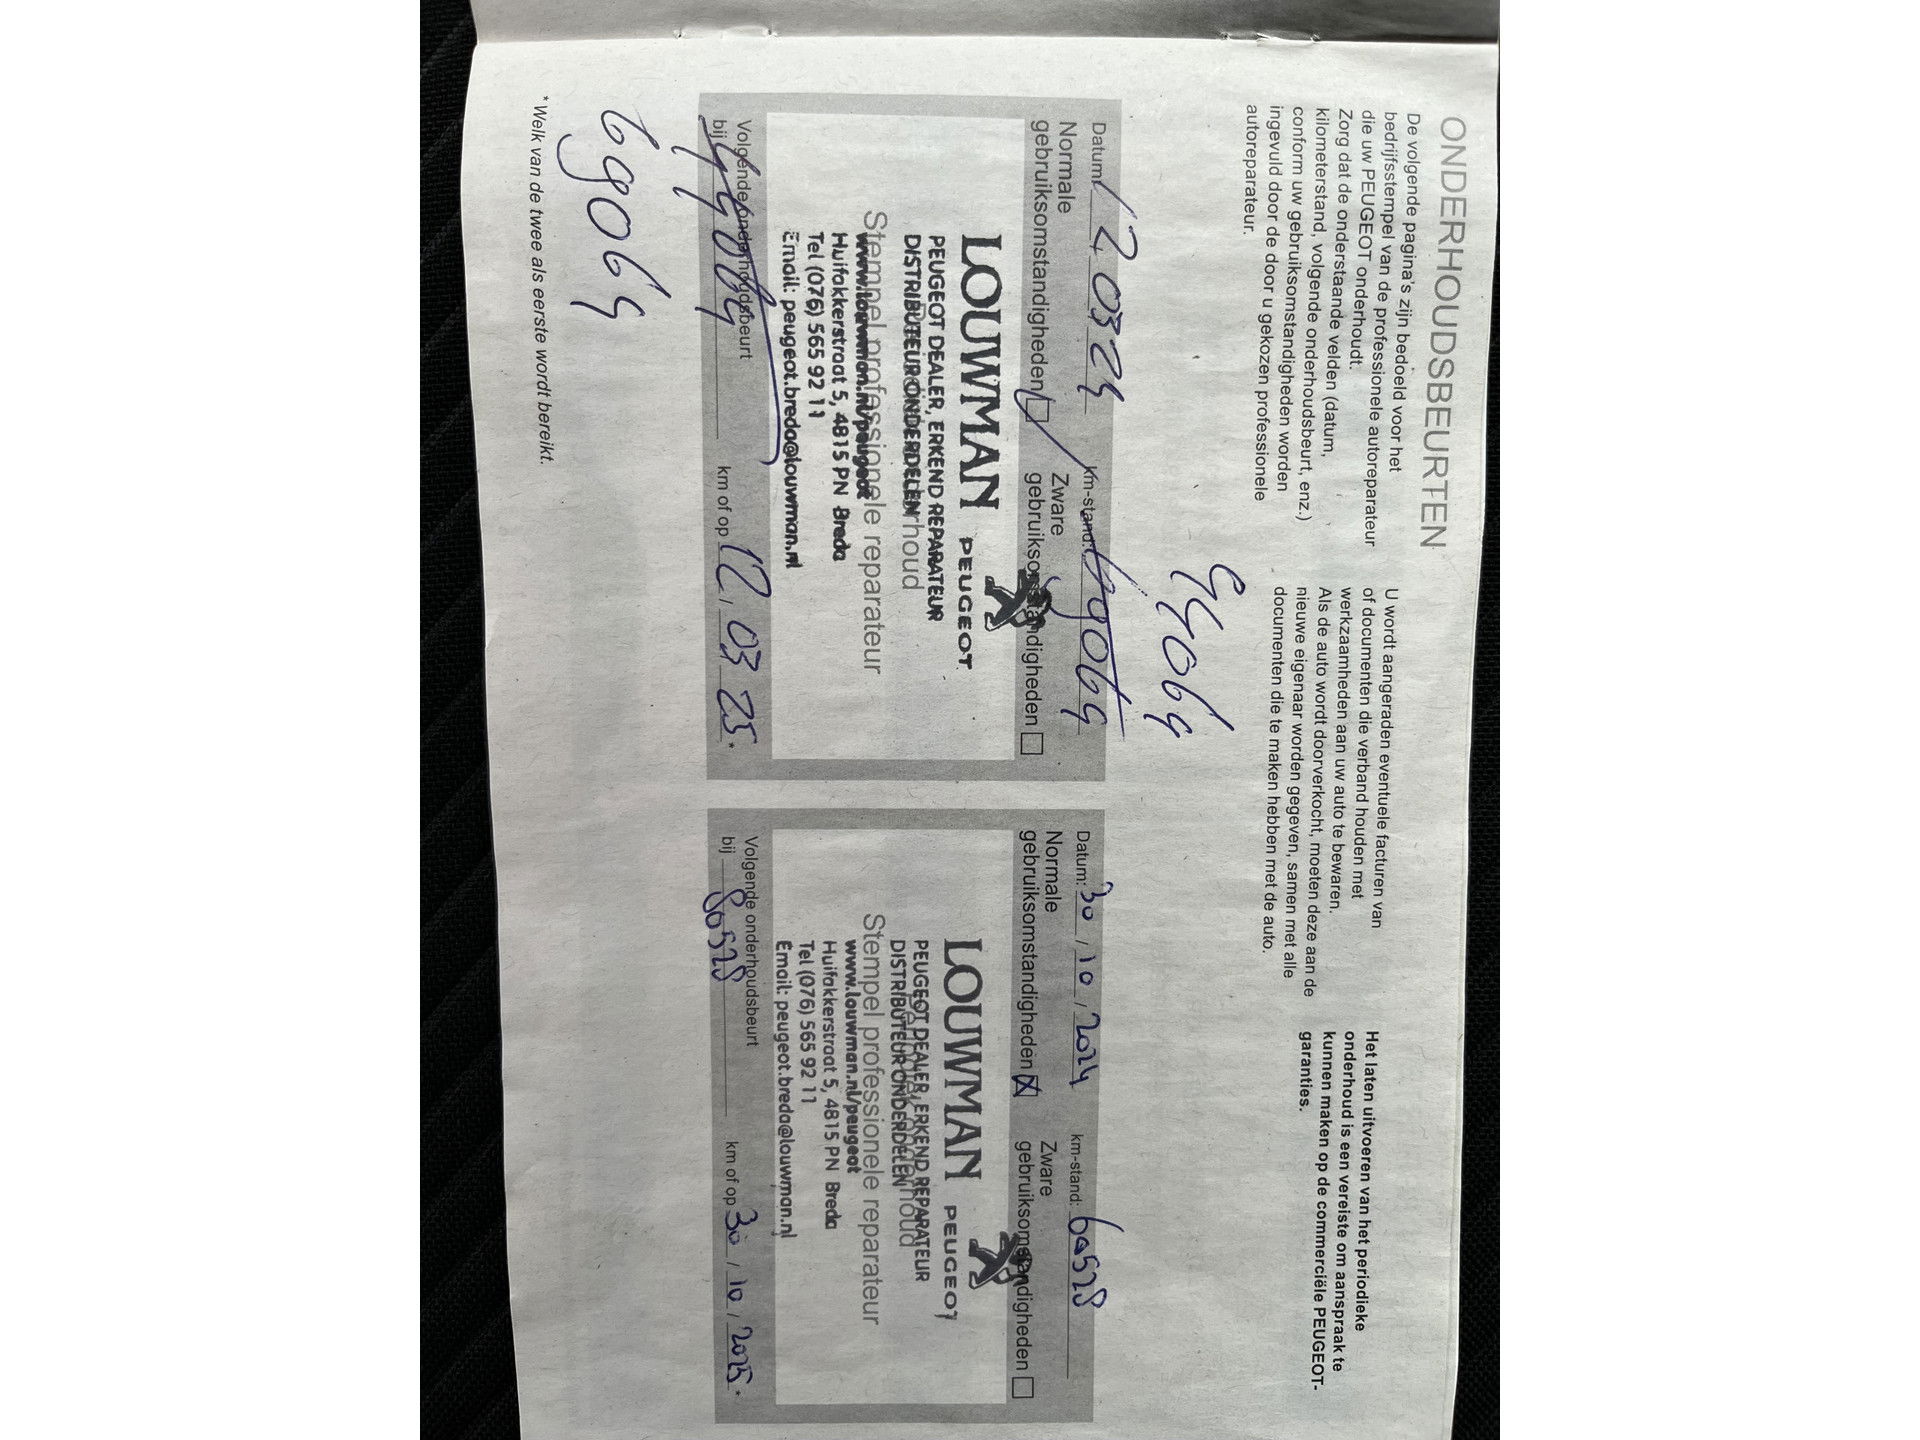 ONDERHOUDSBEURTEN
De volgende pagina's zijn bedoeld voor het
bedrijfsstempel van de professionele autoreparateur
die uw PEUGEOT onderhoudt.
Zorg dat de onderstaande velden (datum,
kilometerstand, volgende onderhoudsbeurt, enz.)
conform uw gebruiksomstandigheden worden
ingevuld door de door u gekozen professionele
autoreparateur.
U wordt aangeraden eventuele facturen van
of documenten die verband houden met
werkzaamheden aan uw auto te bewaren.
Als de auto wordt doorverkocht, moeten deze aan de
nieuwe eigenaar worden gegeven, samen met alle
documenten die te maken hebben met de auto.
Het laten uitvoeren van het periodieke
onderhoud is een vereiste om aanspraak te
kunnen maken op de commerciële PEUGEOT-
garanties.
49069
Datum: 12 03 24 km-stand: 69069
Normale
gebruiksomstandigheden
Zware
gebruiksomstandigheden
LOUWMAN PEUGEOT
PEUGEOT DEALER, ERKEND REPARATEUR
DISTRIBUTEUR ONDERDELEN
Stempel professionele reparateur
www.louwman.nl/peugeot
Huifakkerstraat 5, 4815 PN Breda
Tel (076) 565 92 11
Email: peugeot.breda@louwman.nl
Volgende onderhoudsbeurt
bij km of op 12, 03 25 *
69069
*Welk van de twee als eerste wordt bereikt.
Datum: 30 / 10 / 2024 km-stand: 60528
Normale
gebruiksomstandigheden
Zware
gebruiksomstandigheden
LOUWMAN PEUGEOT
PEUGEOT DEALER, ERKEND REPARATEUR
DISTRIBUTEUR ONDERDELEN
Stempel professionele reparateur
www.louwman.nl/peugeot
Huifakkerstraat 5, 4815 PN Breda
Tel (076) 565 92 11
Email: peugeot.breda@louwman.nl
Volgende onderhoudsbeurt
bij 80528 km of op 30 / 10 / 2025 *